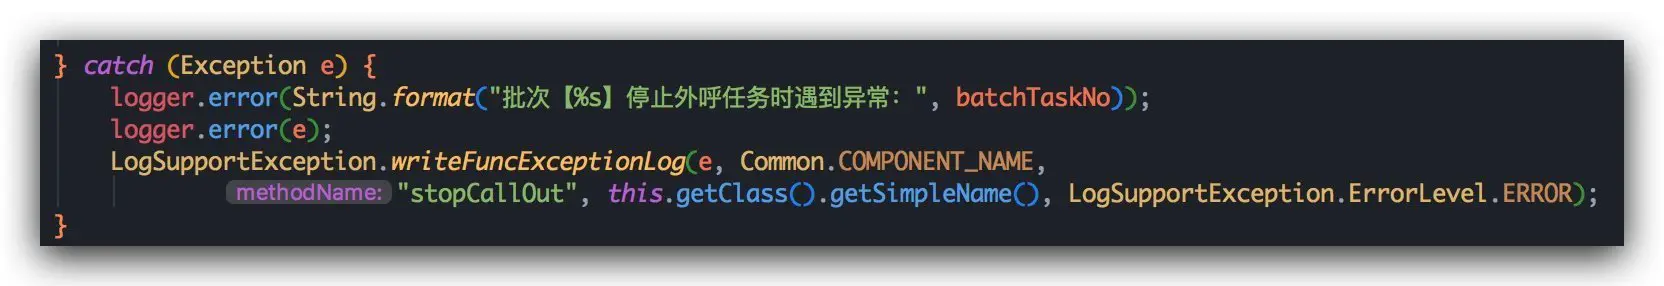 } catch (Exception e) {
logger.error(String.format("批次【%s】停止外呼任务时遇到异常：", batchTaskNo));
logger.error(e);
LogSupportException.writeFuncExceptionLog(e, Common.COMPONENT_NAME,
methodName: "stopCallOut", this.getClass().getSimpleName(), LogSupportException.ErrorLevel.ERROR);
}